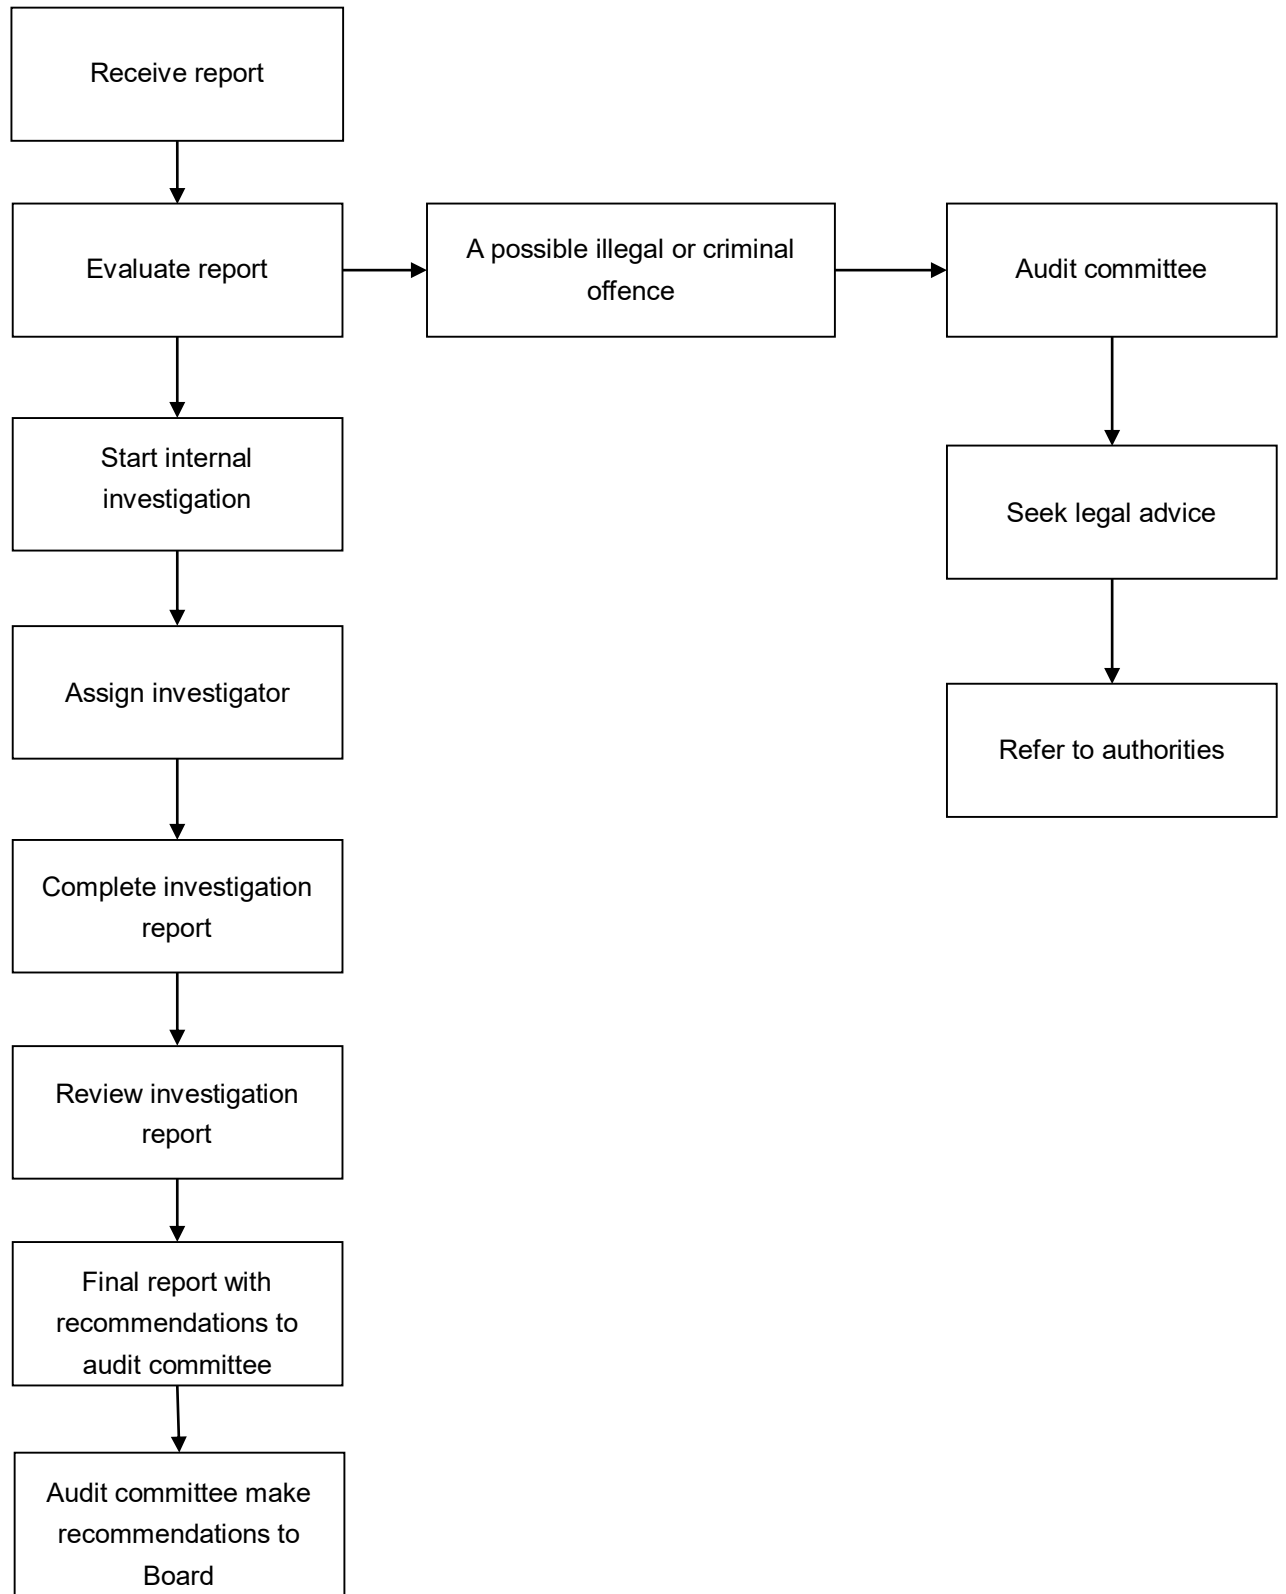 Receive report
Evaluate report
A possible illegal or criminal
offence
Audit committee
Start internal
investigation
Seek legal advice
Assign investigator
Refer to authorities
Complete investigation
report
Review investigation
report
Final report with
recommendations to
audit committee
Audit committee make
recommendations to
Board